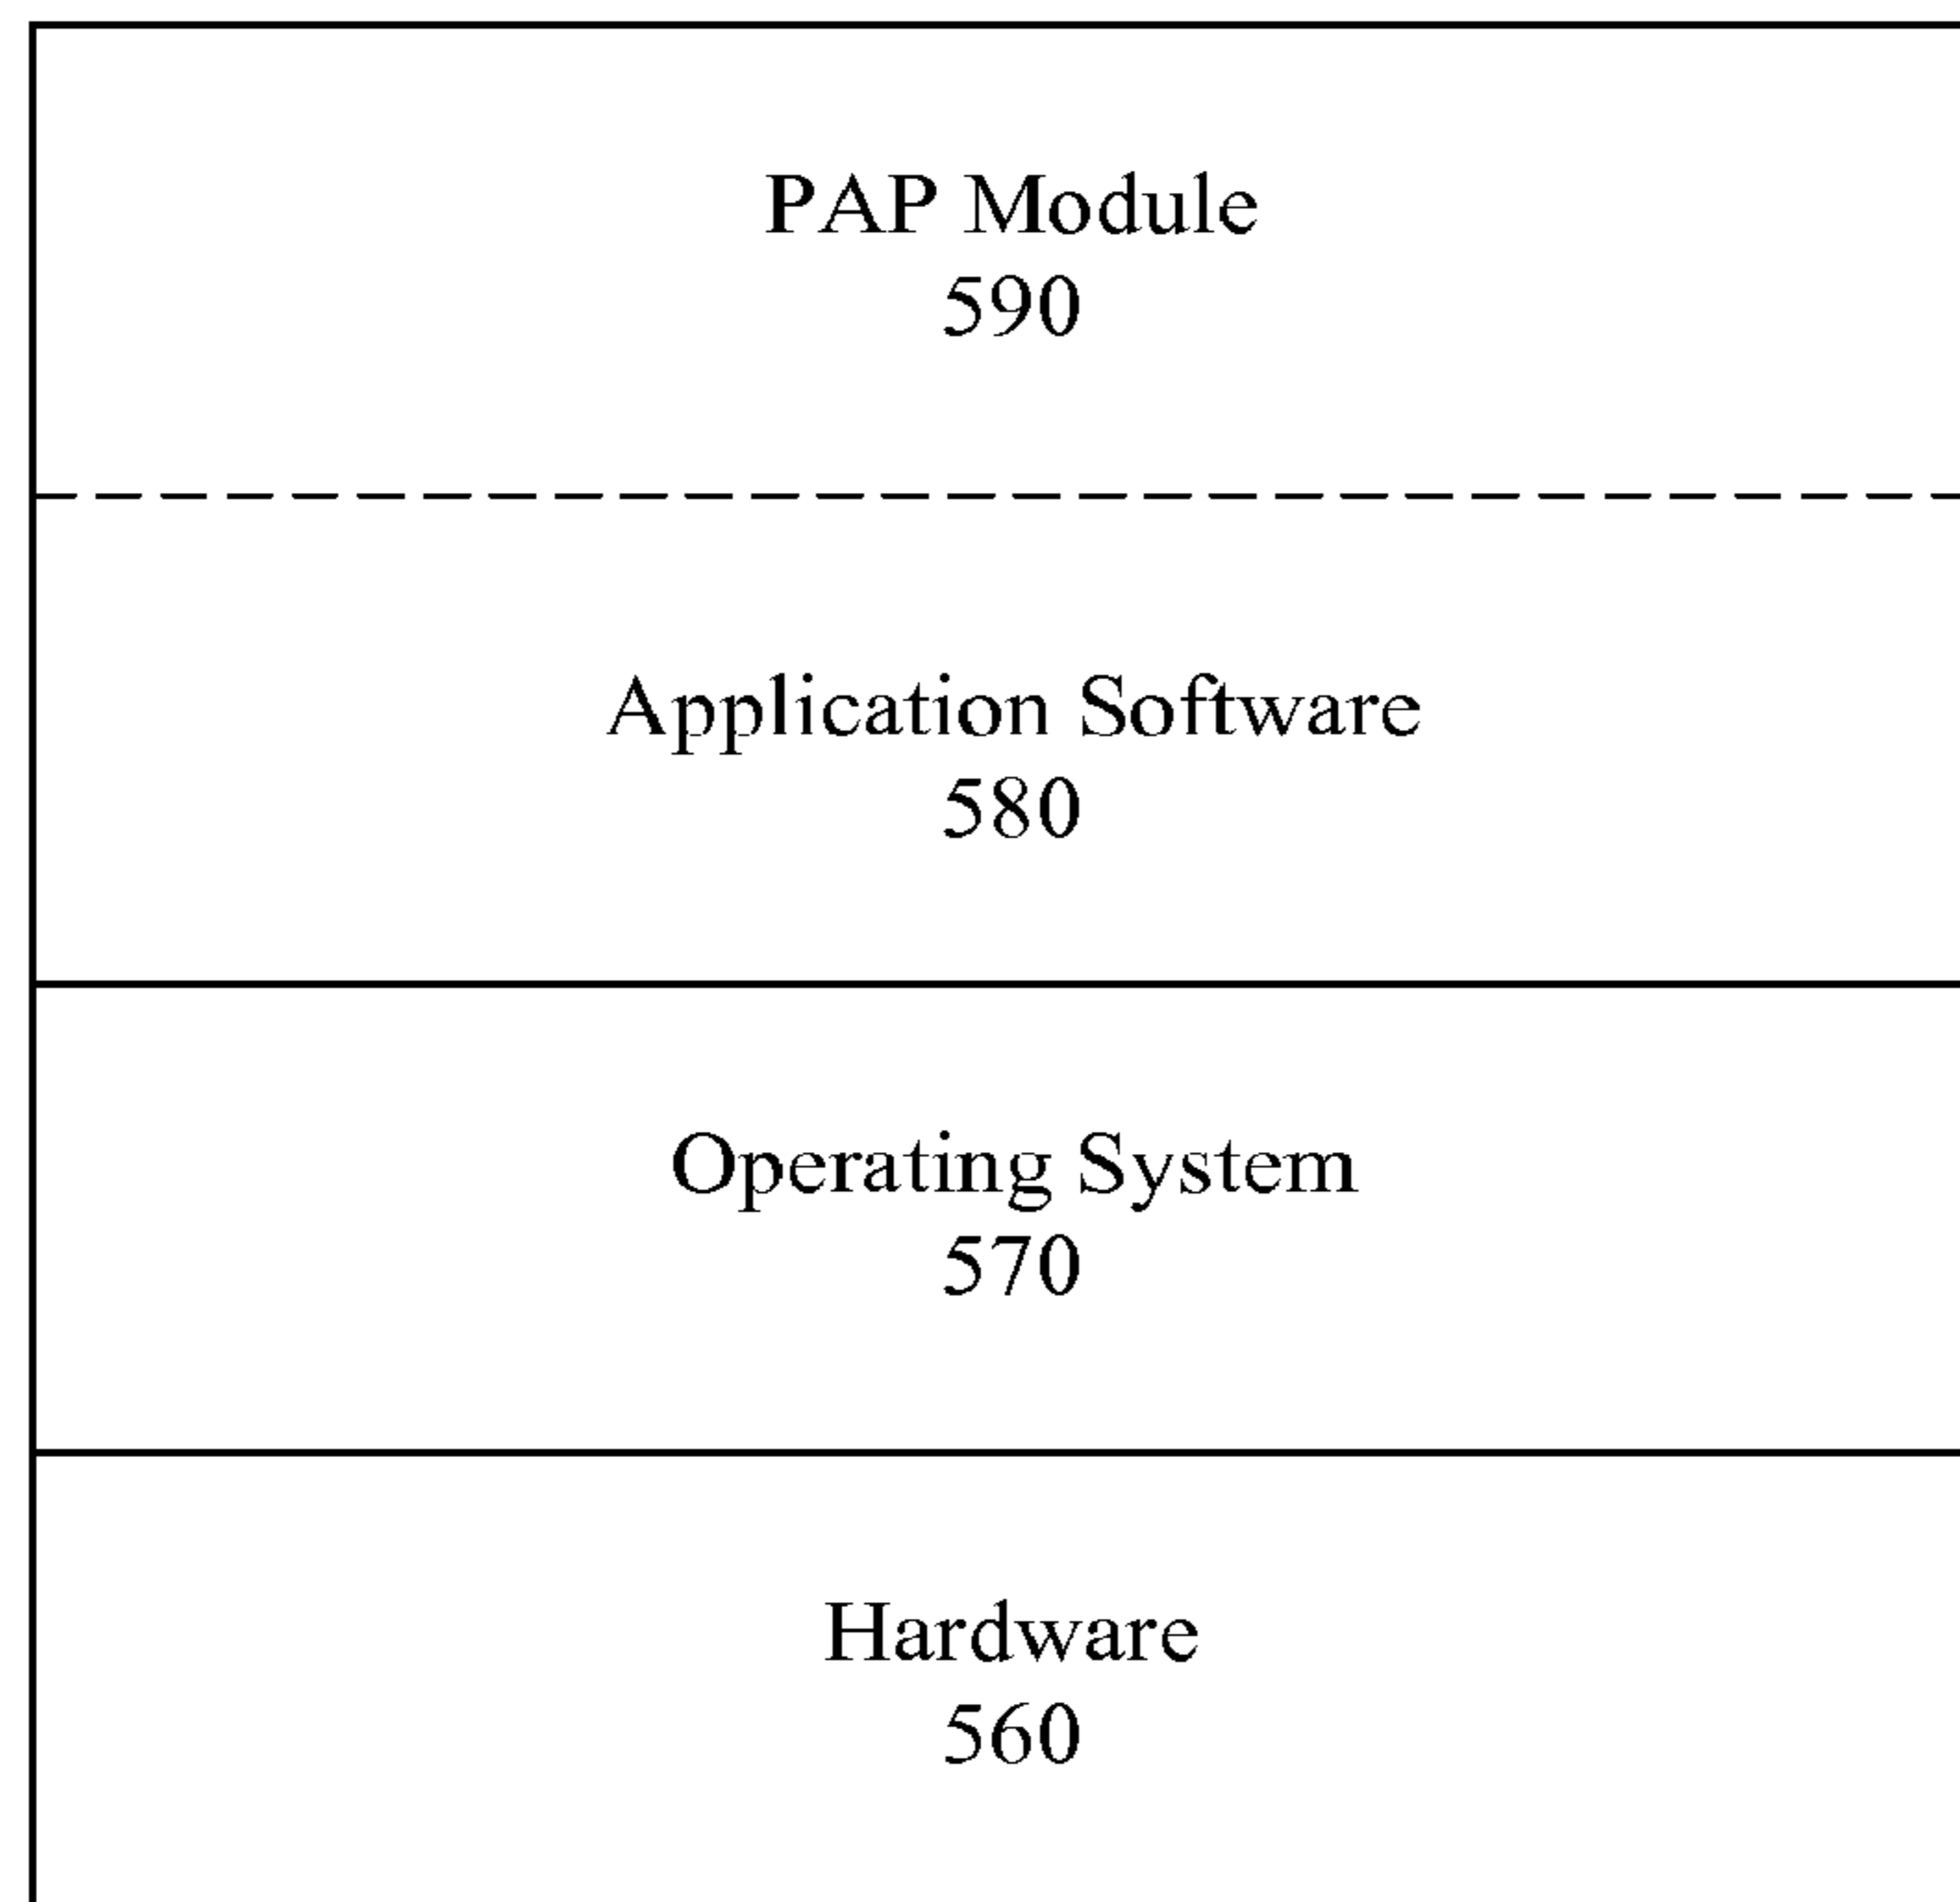 PAP Module
590
Application Software
580
Operating System
570
Hardware
560